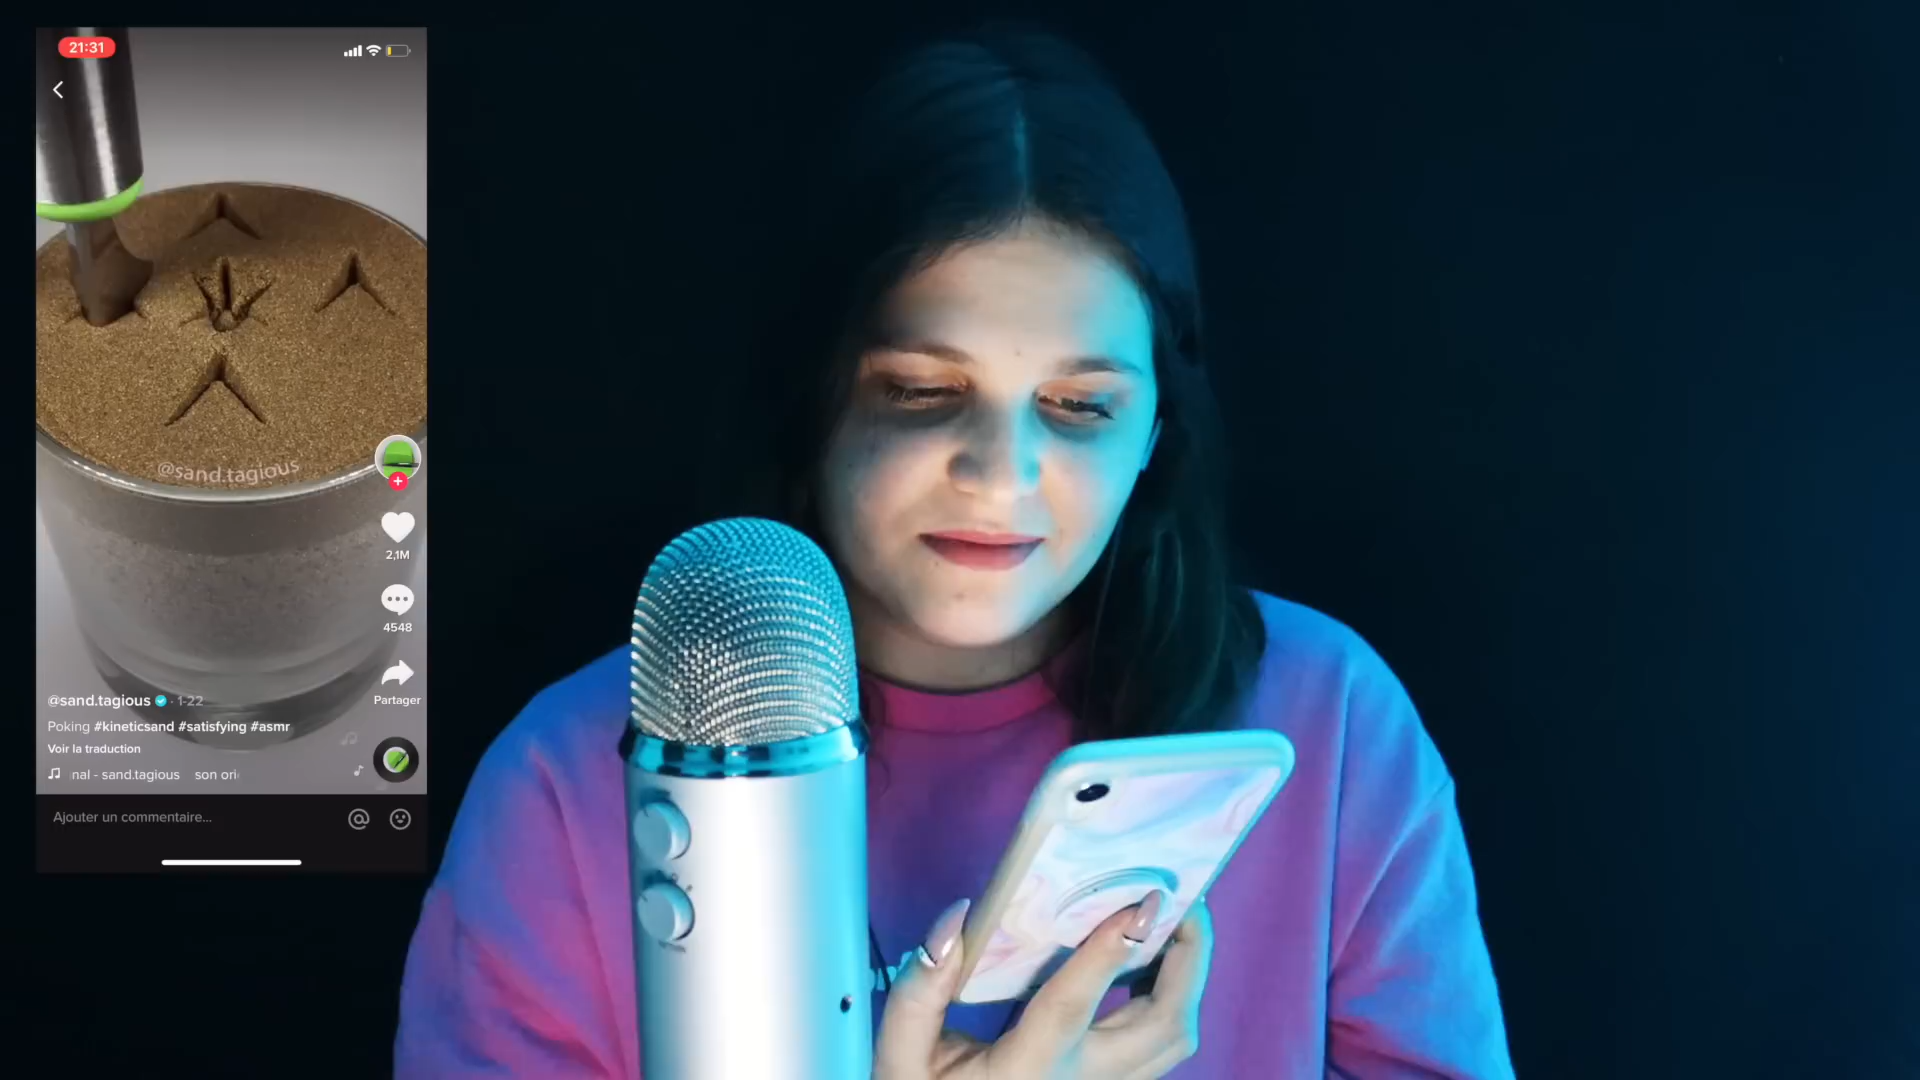 21:31
@sand.tagious
2,1M
4548
Partager
@sand.tagious · 1-22
Poking #kineticsand #satisfying #asmr
Voir la traduction
nal - sand.tagious son ori
Ajouter un commentaire...